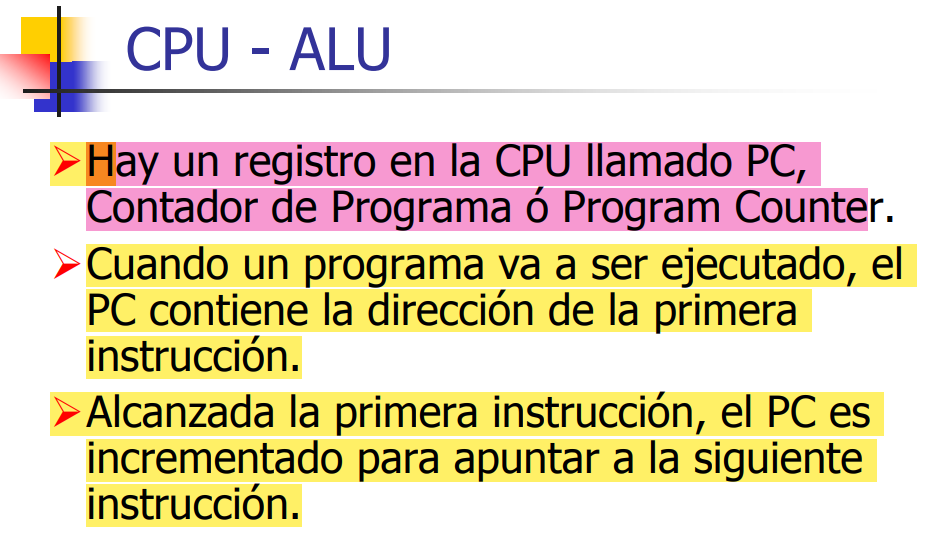 CPU - ALU
Hay un registro en la CPU llamado PC,
Contador de Programa ó Program Counter.
Cuando un programa va a ser ejecutado, el
PC contiene la dirección de la primera
instrucción.
Alcanzada la primera instrucción, el PC es
incrementado para apuntar a la siguiente
instrucción.